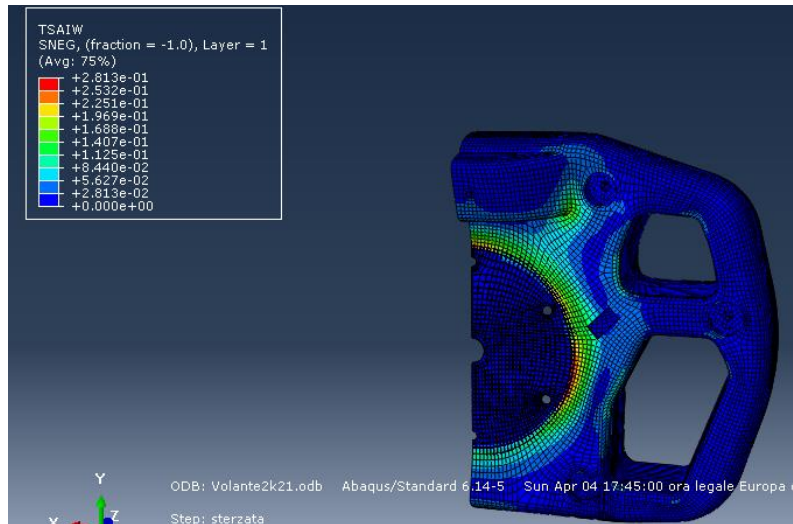 TSAIW
SNEG, (fraction = -1.0), Layer = 1
(Avg: 75%)
+2.813e-01
+2.532e-01
+2.251e-01
+1.969e-01
+1.688e-01
+1.407e-01
+1.125e-01
+8.440e-02
+5.627e-02
+2.813e-02
+0.000e+00
Y
X
Z
ODB: Volante2k21.odb Abaqus/Standard 6.14-5 Sun Apr 04 17:45:00 ora legale Europa
Step: sterzata